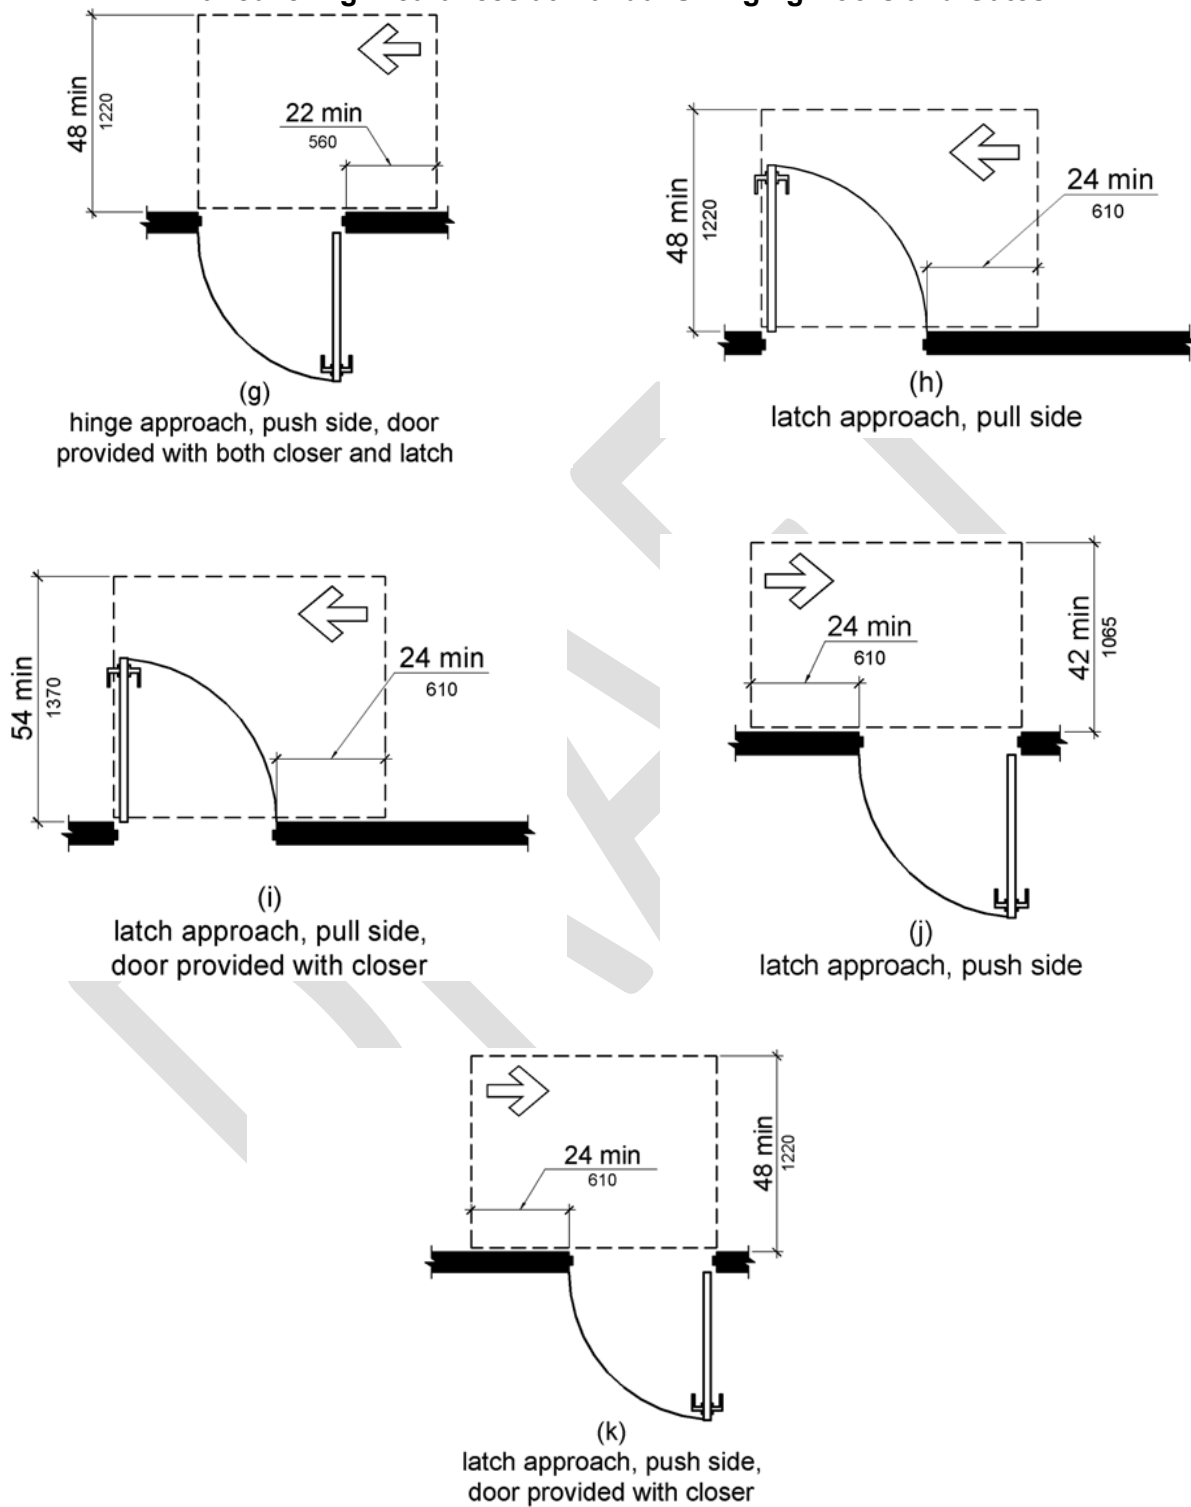 48 min
1220
22 min
560
(g)
hinge approach, push side, door
provided with both closer and latch
48 min
1220
24 min
610
(h)
latch approach, pull side
54 min
1370
24 min
610
(i)
latch approach, pull side,
door provided with closer
24 min
610
42 min
1065
(j)
latch approach, push side
24 min
610
48 min
1220
(k)
latch approach, push side,
door provided with closer